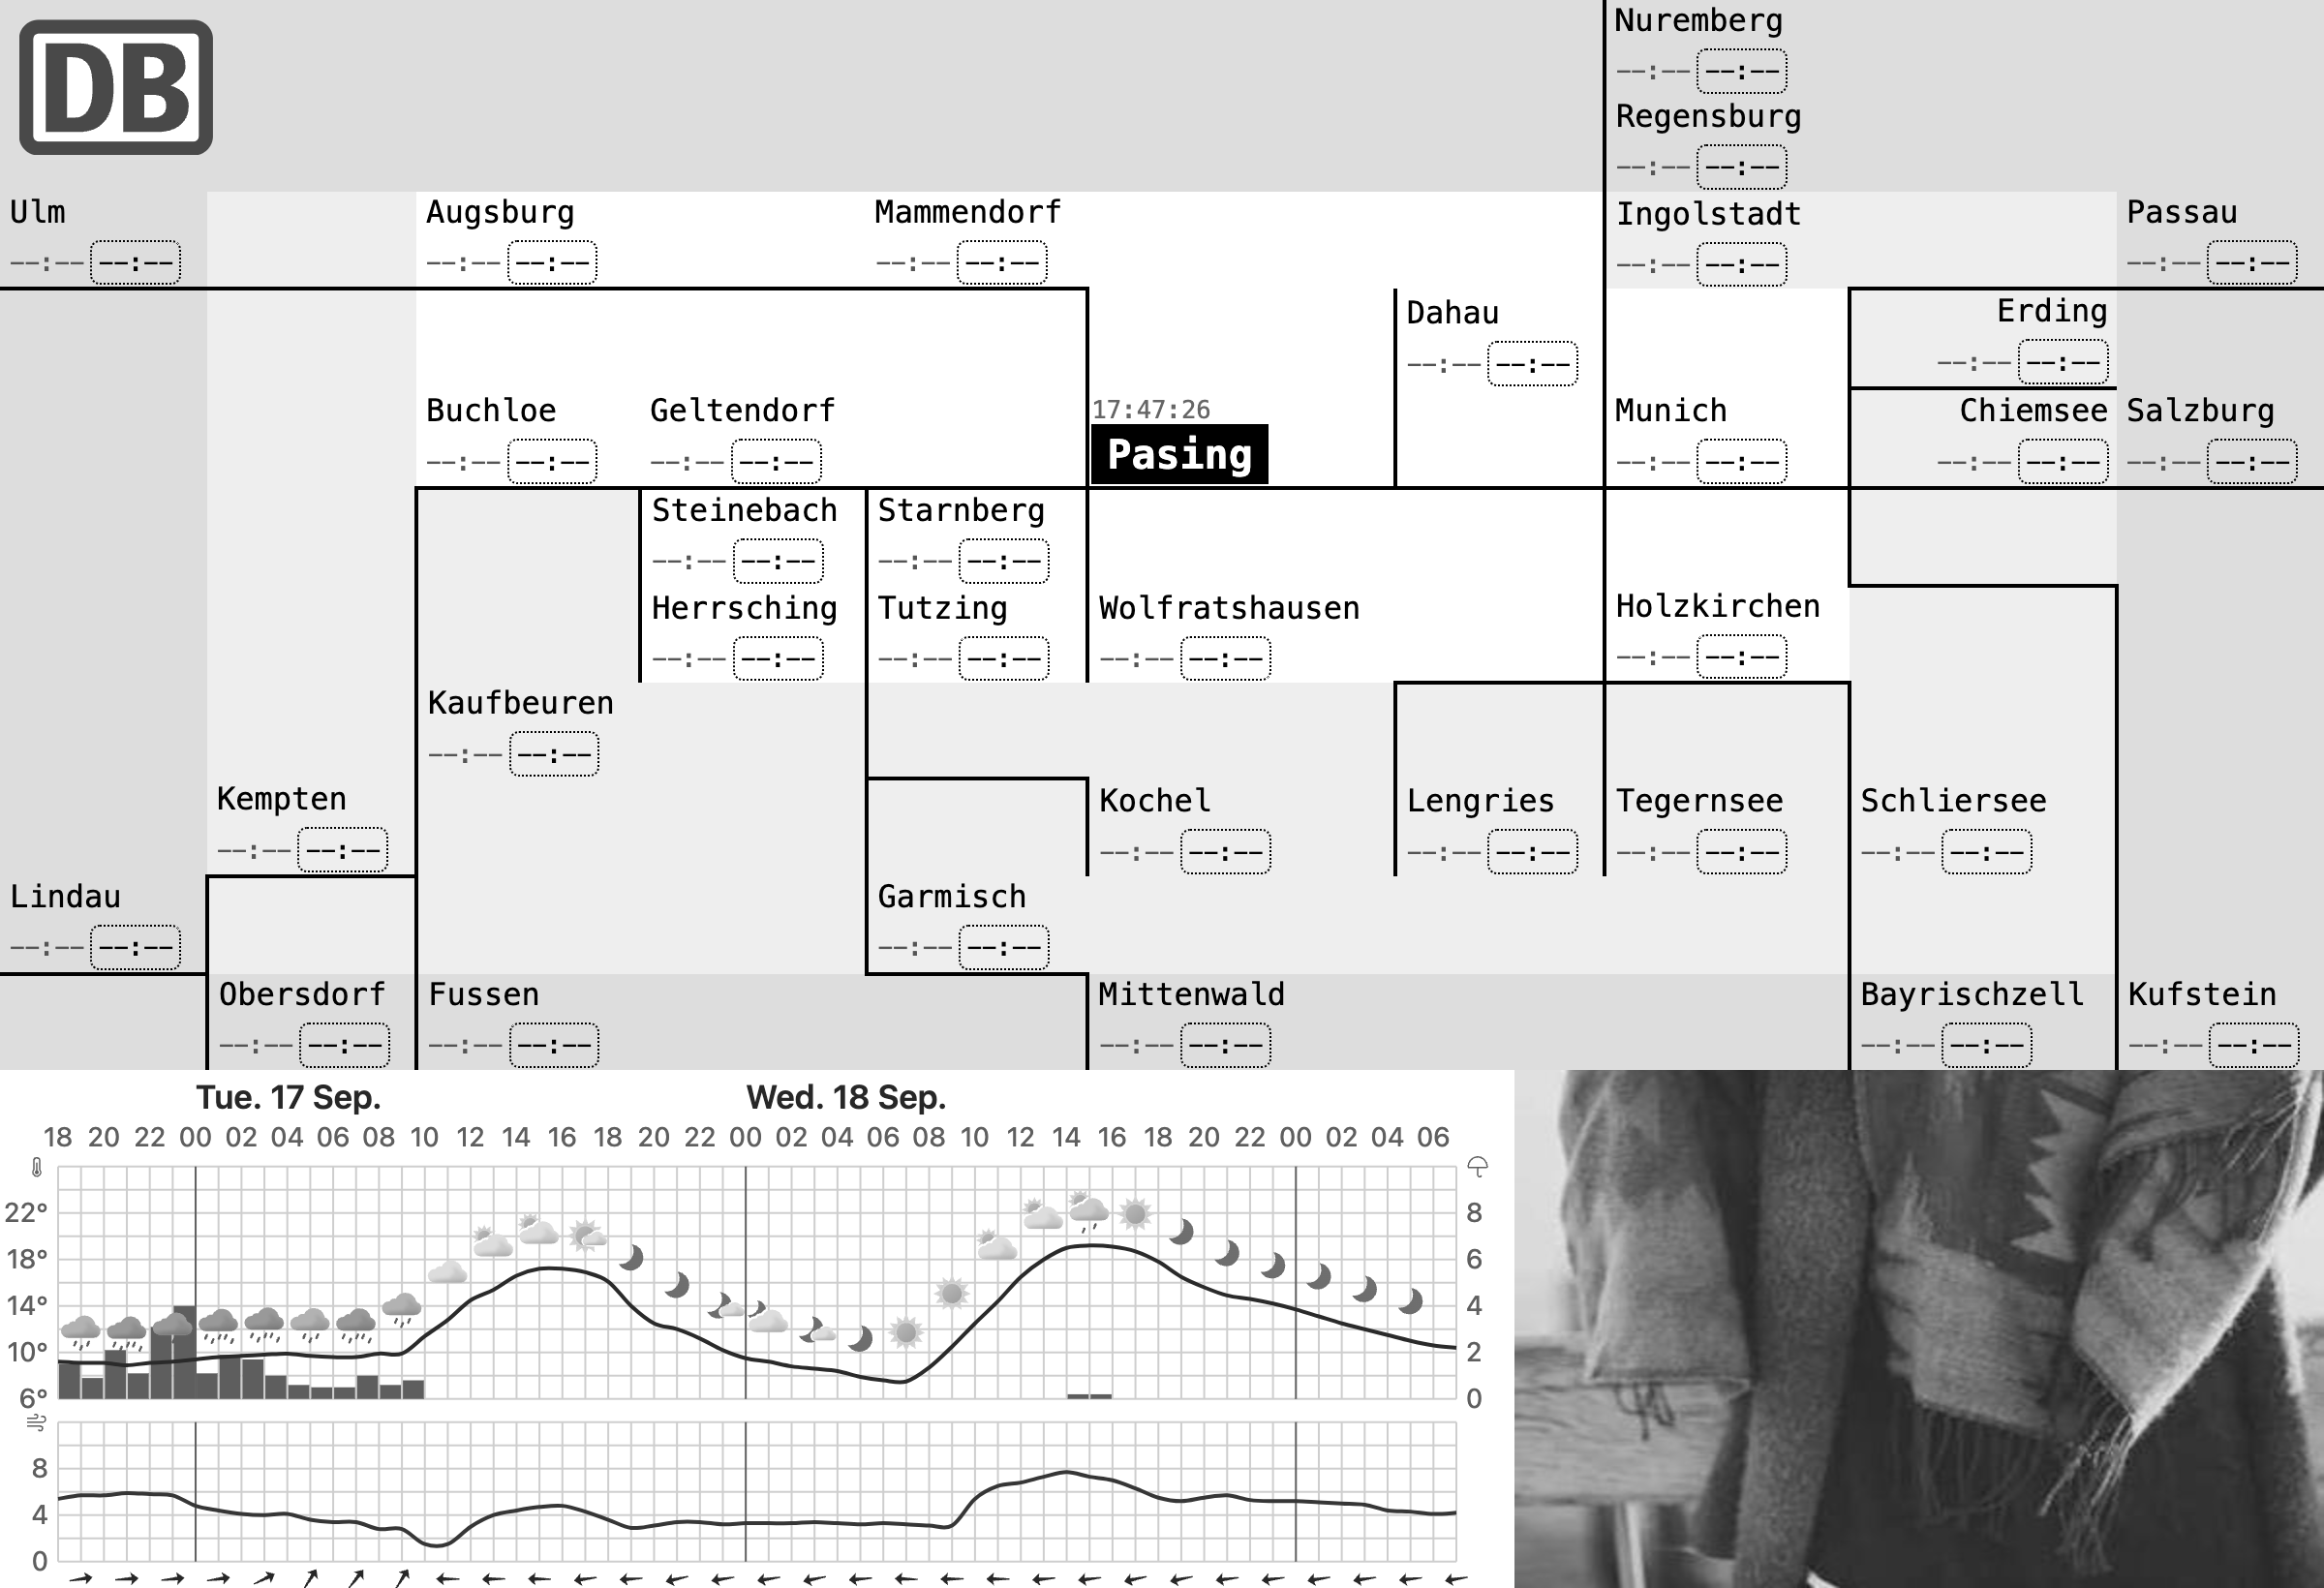 DB
Nuremberg
--:-- --:--
Regensburg
--:-- --:--
Ulm Augsburg Mammendorf Ingolstadt Passau
--:-- --:-- --:-- --:-- --:-- --:-- --:-- --:-- --:-- --:--
Dahau Erding
--:-- --:-- --:-- --:--
Buchloe Geltendorf 17:47:26 Munich Chiemsee Salzburg
--:-- --:-- --:-- --:-- Pasing --:-- --:-- --:-- --:-- --:-- --:--
Steinebach Starnberg
--:-- --:-- --:-- --:--
Herrsching Tutzing Wolfratshausen Holzkirchen
--:-- --:-- --:-- --:-- --:-- --:-- --:-- --:--
Kaufbeuren
--:-- --:--
Kempten Kochel Lengries Tegernsee Schliersee
--:-- --:-- --:-- --:-- --:-- --:-- --:-- --:-- --:-- --:--
Lindau Garmisch
--:-- --:-- --:-- --:--
Obersdorf Fussen Mittenwald Bayrischzell Kufstein
--:-- --:-- --:-- --:-- --:-- --:-- --:-- --:-- --:-- --:--
Tue. 17 Sep. Wed. 18 Sep.
18 20 22 00 02 04 06 08 10 12 14 16 18 20 22 00 02 04 06 08 10 12 14 16 18 20 22 00 02 04 06
22° 8
18° 6
14° 4
10° 2
6° 0
8
4
0